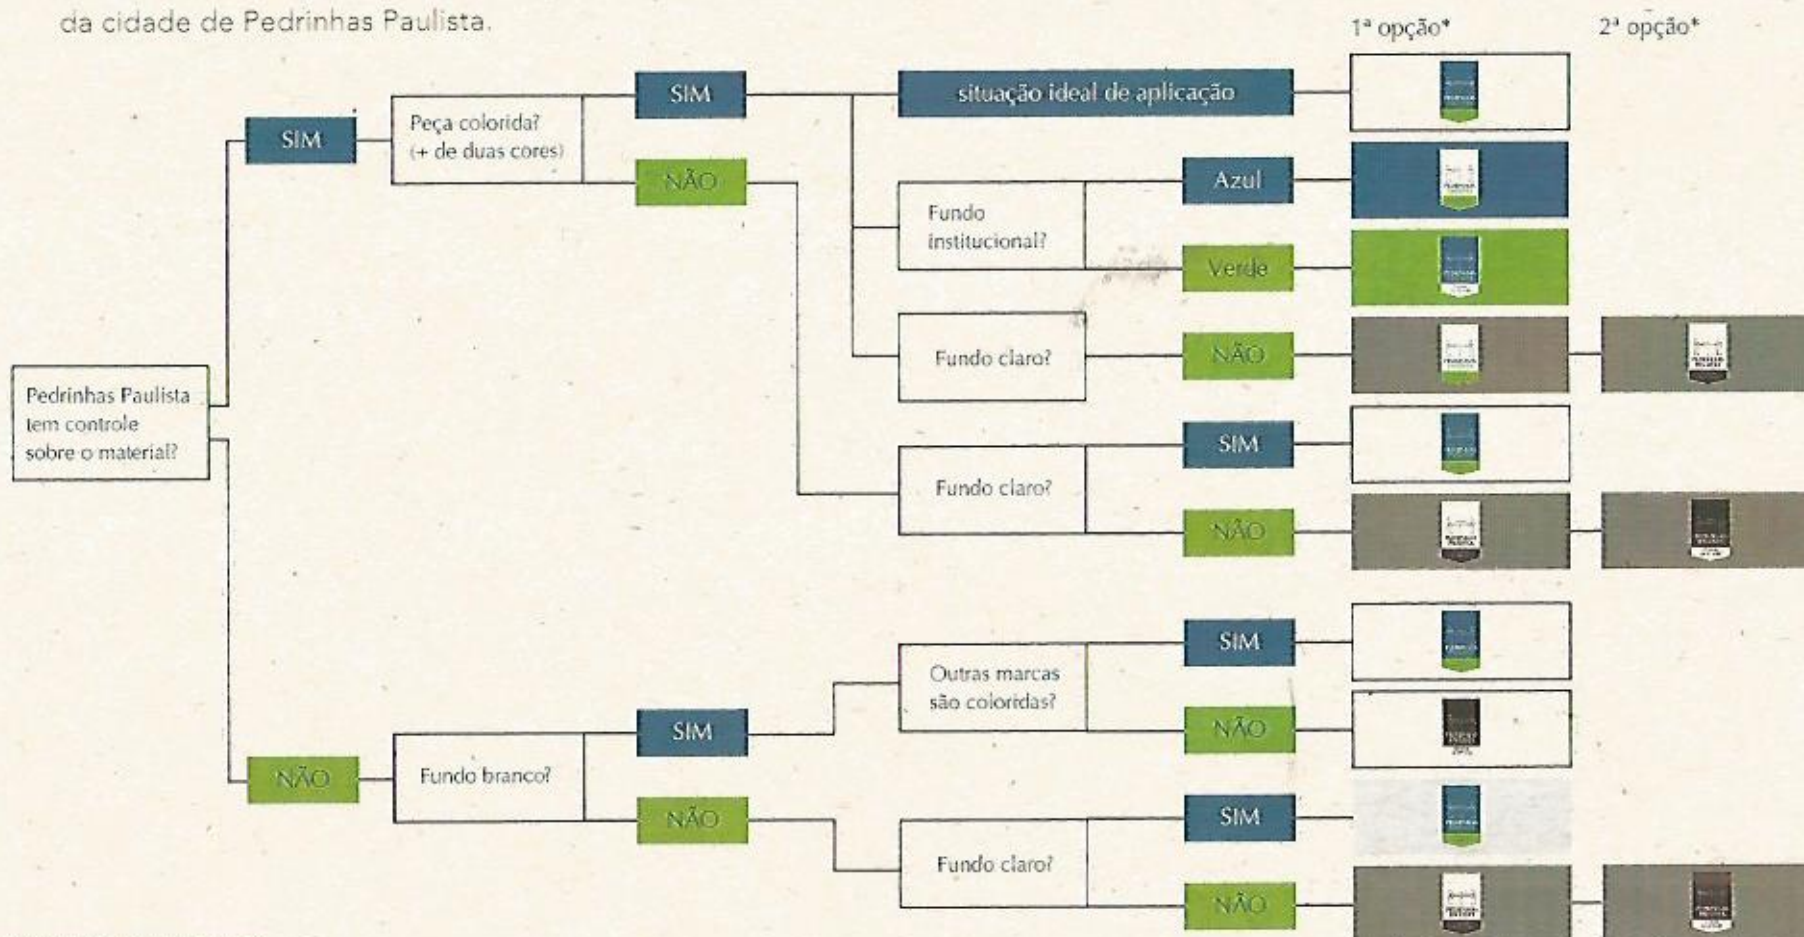 da cidade de Pedrinhas Paulista.
1ª opção*
2ª opção*
SIM
situação ideal de aplicação
Peça colorida?
(+ de duas cores)
SIM
NÃO
Azul
Fundo
institucional?
Verde
Fundo claro?
NÃO
Pedrinhas Paulista
tem controle
sobre o material?
SIM
Fundo claro?
NÃO
SIM
Outras marcas
são coloridas?
SIM
NÃO
Fundo branco?
NÃO
NÃO
SIM
Fundo claro?
NÃO